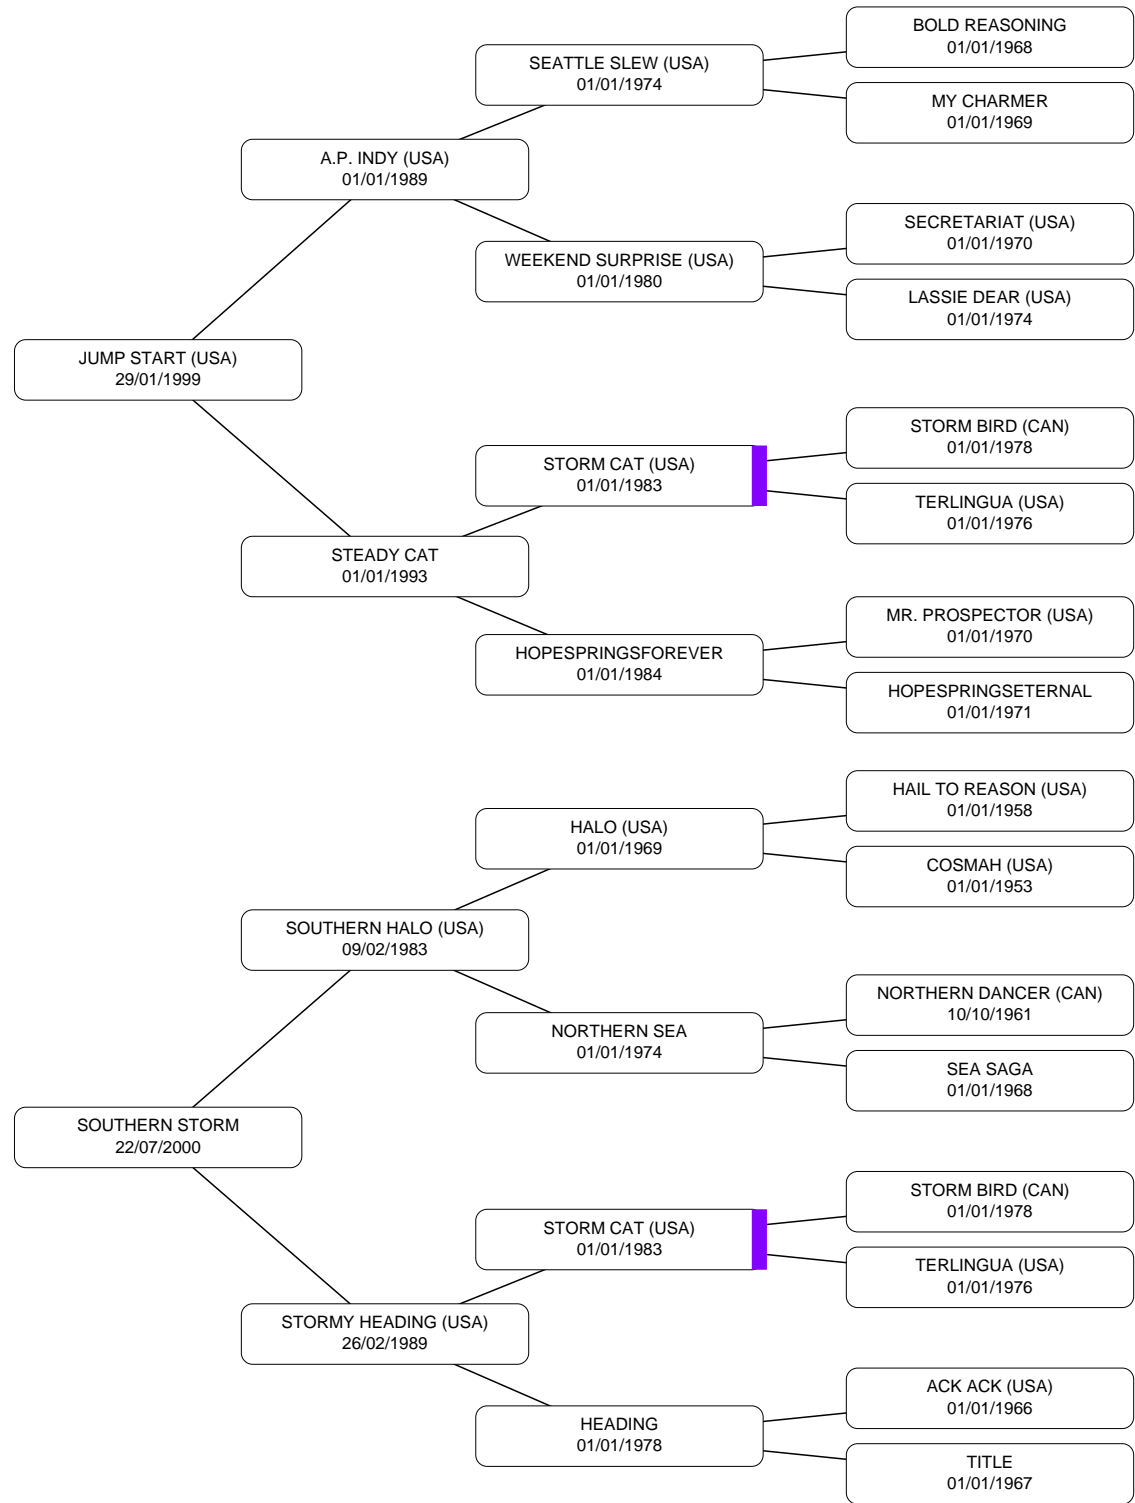 BOLD REASONING
01/01/1968
SEATTLE SLEW (USA)
01/01/1974
MY CHARMER
01/01/1969
A.P. INDY (USA)
01/01/1989
SECRETARIAT (USA)
01/01/1970
WEEKEND SURPRISE (USA)
01/01/1980
LASSIE DEAR (USA)
01/01/1974
JUMP START (USA)
29/01/1999
STORM BIRD (CAN)
01/01/1978
STORM CAT (USA)
01/01/1983
TERLINGUA (USA)
01/01/1976
STEADY CAT
01/01/1993
MR. PROSPECTOR (USA)
01/01/1970
HOPESPRINGSFOREVER
01/01/1984
HOPESPRINGSETERNAL
01/01/1971
HAIL TO REASON (USA)
01/01/1958
HALO (USA)
01/01/1969
COSMAH (USA)
01/01/1953
SOUTHERN HALO (USA)
09/02/1983
NORTHERN DANCER (CAN)
10/10/1961
NORTHERN SEA
01/01/1974
SEA SAGA
01/01/1968
SOUTHERN STORM
22/07/2000
STORM BIRD (CAN)
01/01/1978
STORM CAT (USA)
01/01/1983
TERLINGUA (USA)
01/01/1976
STORMY HEADING (USA)
26/02/1989
ACK ACK (USA)
01/01/1966
HEADING
01/01/1978
TITLE
01/01/1967